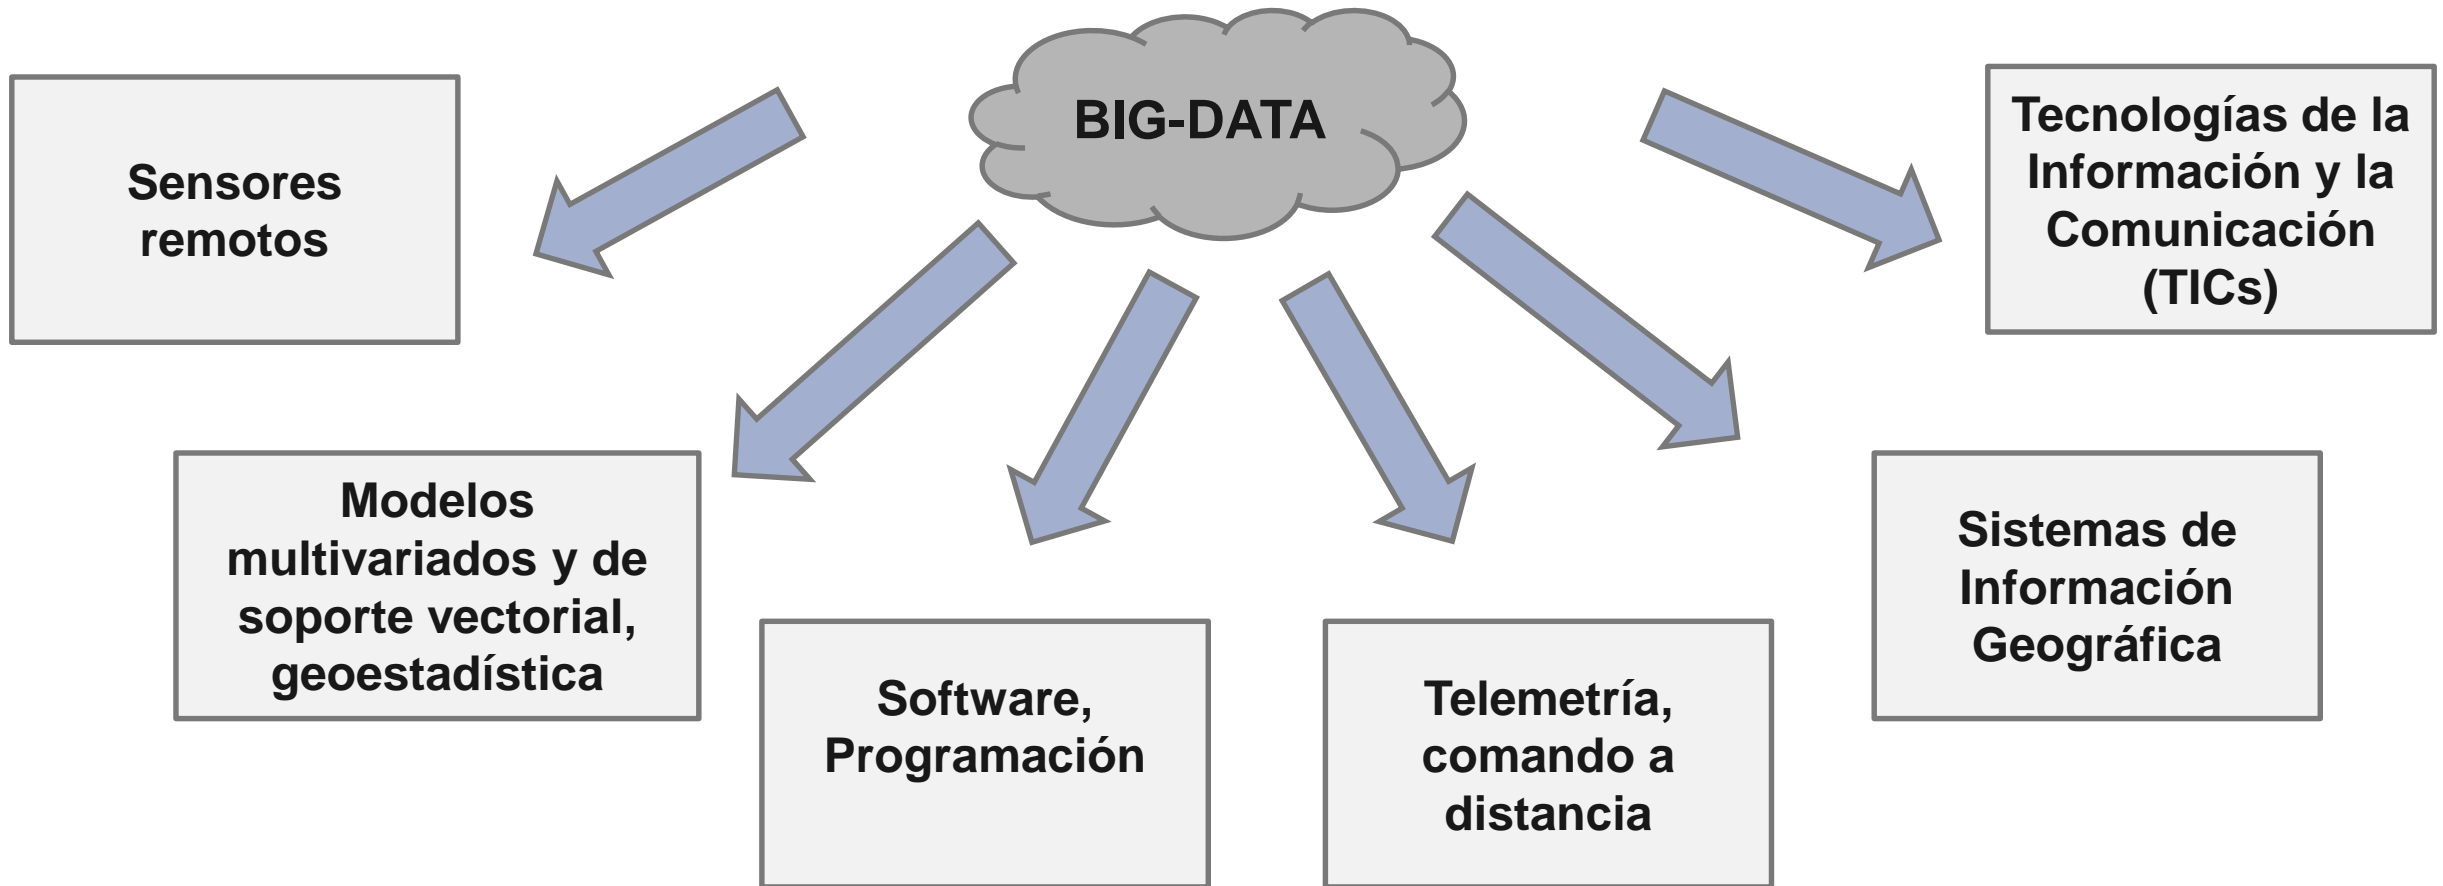 BIG-DATA
Sensores
remotos
Tecnologías de la
Información y la
Comunicación
(TICs)
Modelos
multivariados y de
soporte vectorial,
geoestadística
Software,
Programación
Telemetría,
comando a
distancia
Sistemas de
Información
Geográfica